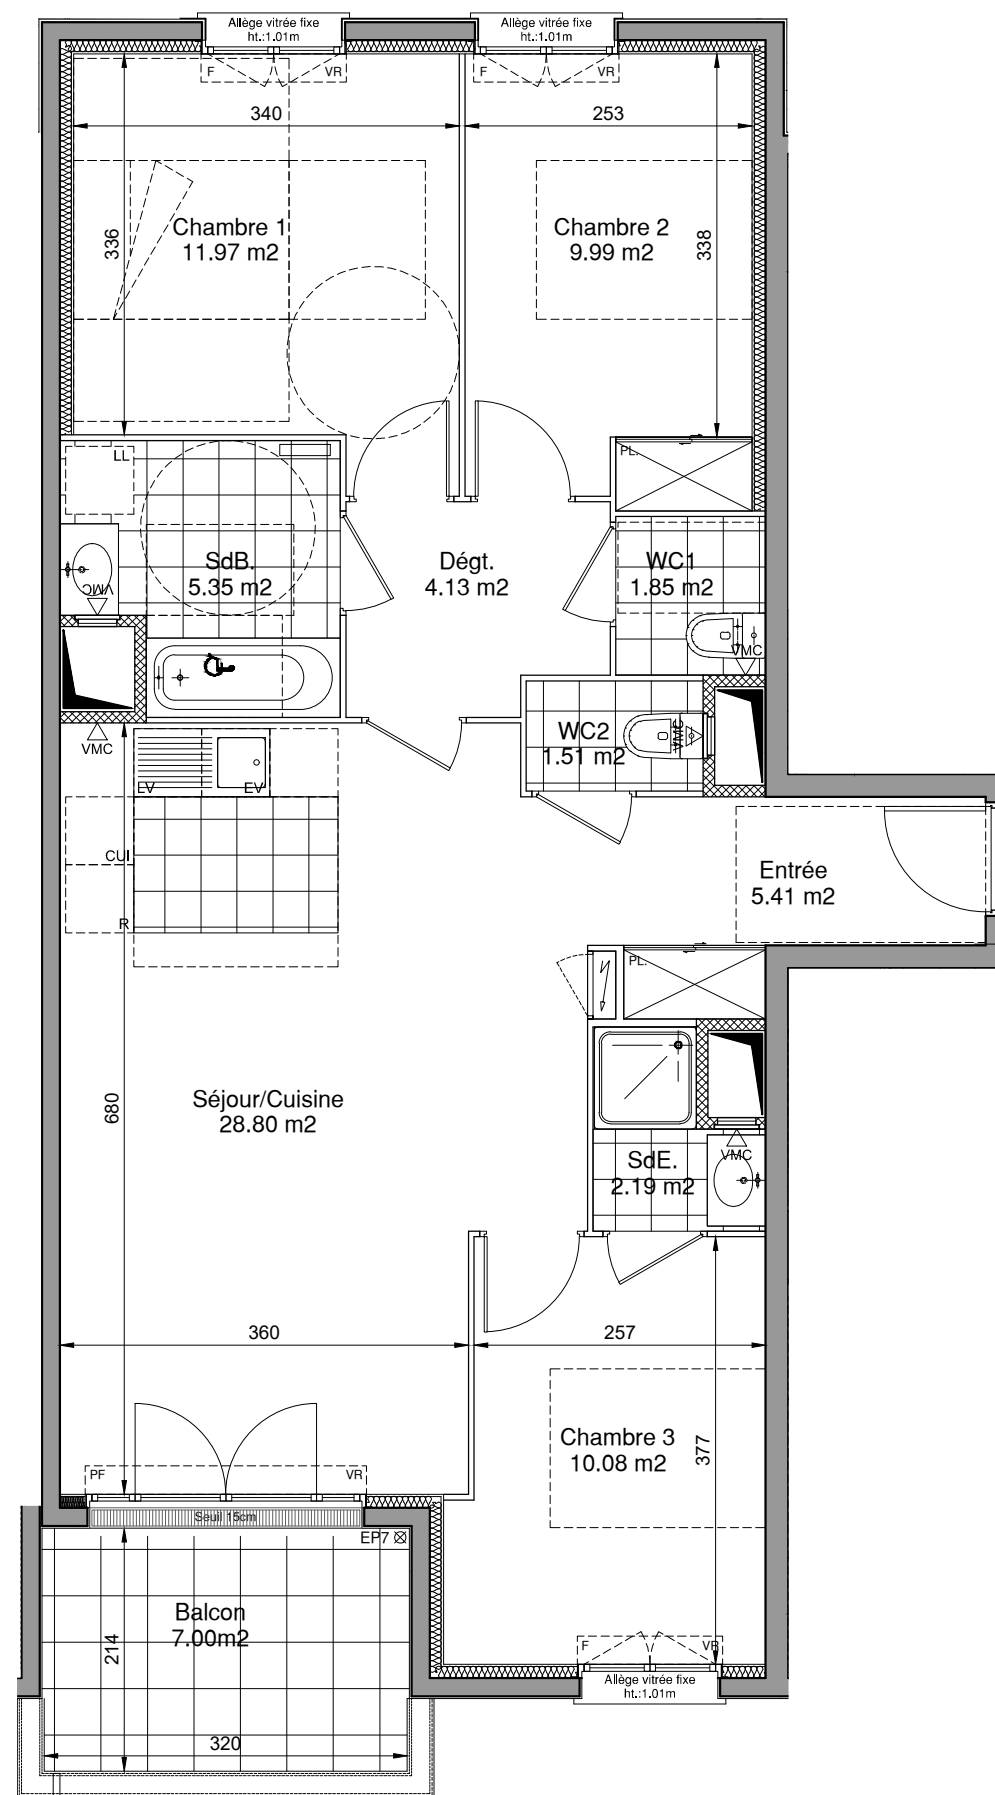 Allège vitrée fixe
ht.:1.01m
Allège vitrée fixe
ht.:1.01m
F
VR
F
VR
340
253
336
Chambre 1
11.97 m2
Chambre 2
9.99 m2
338
LL
PL.
SdB.
5.35 m2
VMC
Dégt.
4.13 m2
WC1
1.85 m2
VMC
WC2
1.51 m2
VMC
VMC
LV
EV
CUI
R
Entrée
5.41 m2
PL.
680
Séjour/Cuisine
28.80 m2
VMC
SdE.
2.19 m2
360
257
Chambre 3
10.08 m2
377
PF
VR
Seuil 15cm
EP7
Balcon
7.00m2
214
F
VR
Allège vitrée fixe
ht.:1.01m
320